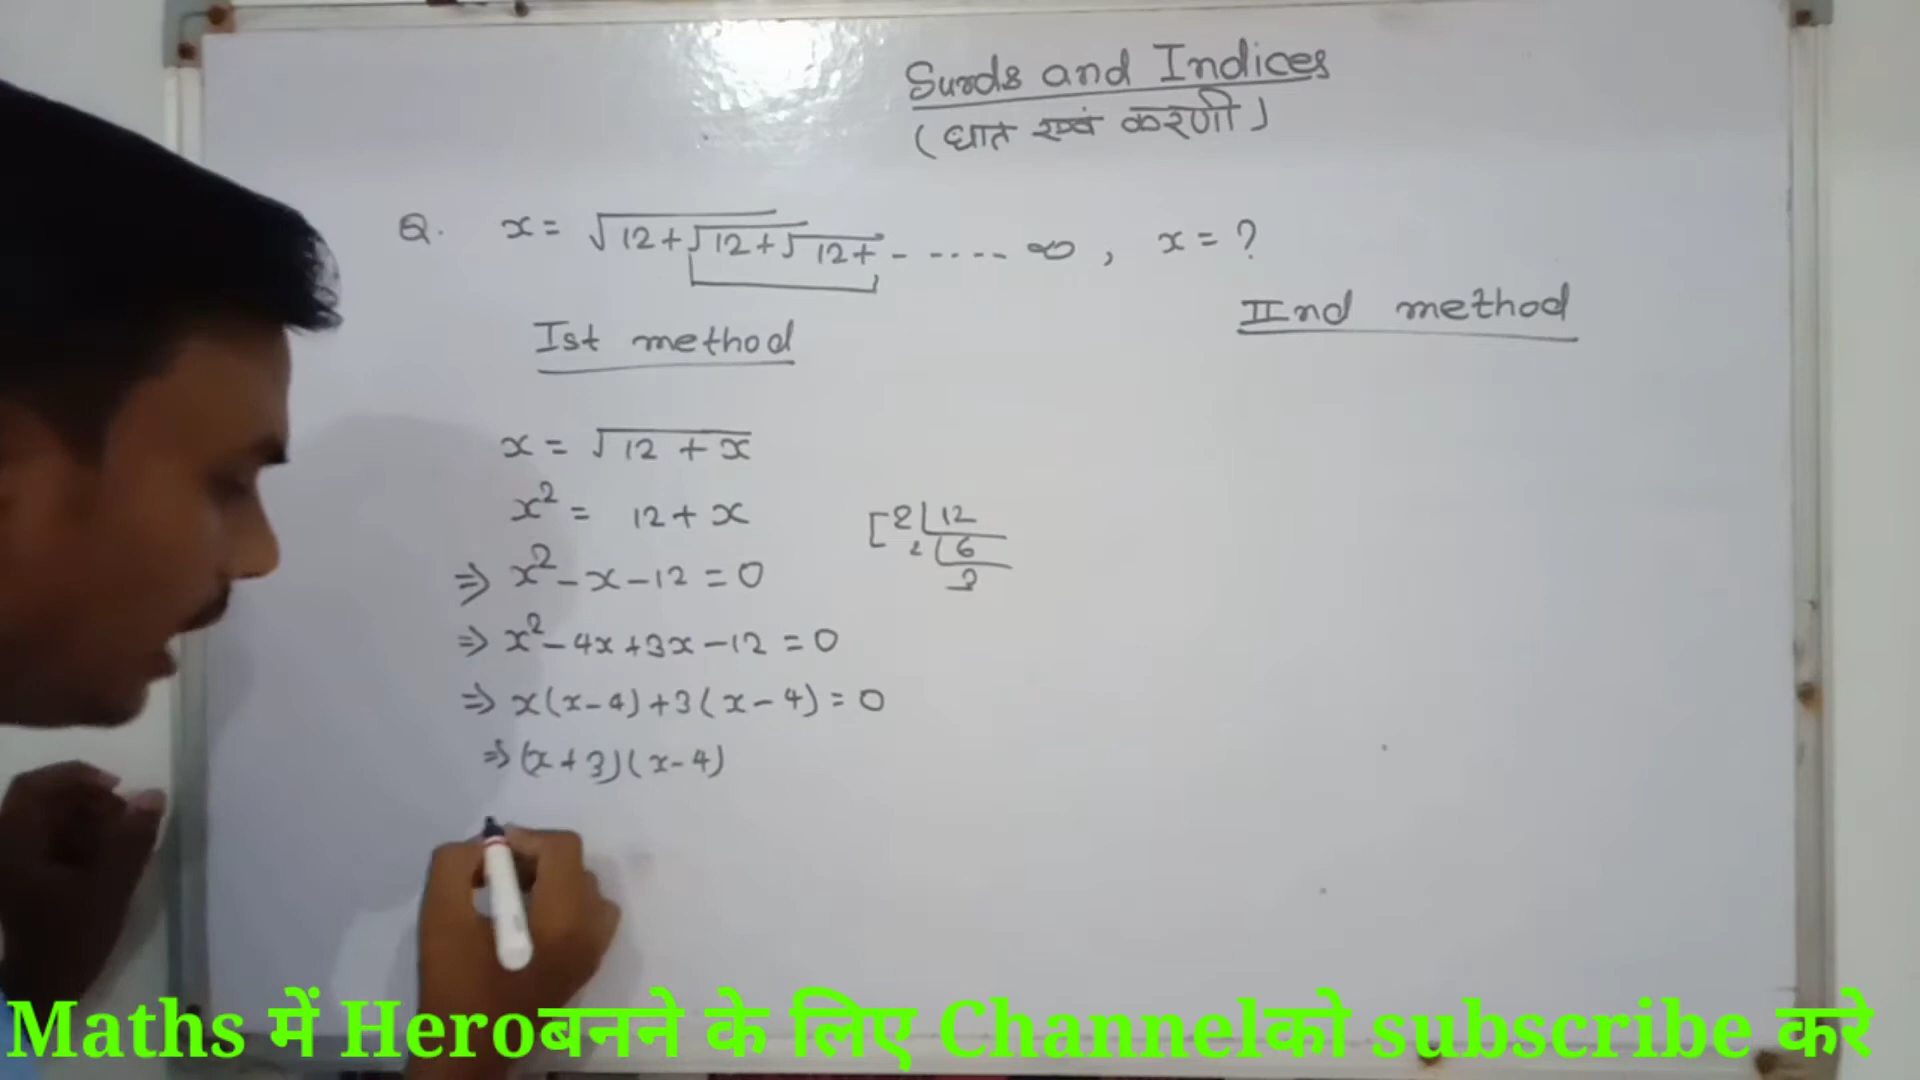 Surds and Indices
(घात एवं करणी)
Q. x = √12+√12+√12+ - ----- ∞ , x = ?
Ist method
IInd method
x = √12 + x
x² = 12 + x
[2|12
2|6
3
⇒ x² - x - 12 = 0
⇒ x² - 4x + 3x - 12 = 0
⇒ x(x-4) + 3(x-4) = 0
⇒ (x+3)(x-4)
Maths में Heroबनने के लिए Channelको subscribe करे